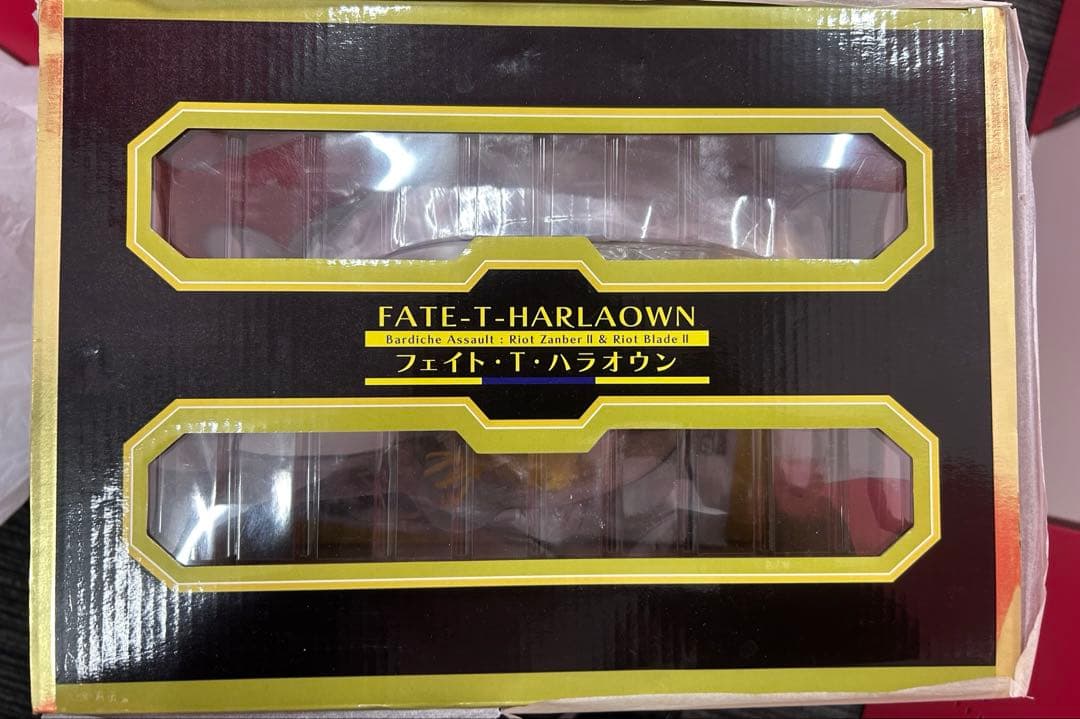 FATE-T-HARLAOWN
Bardiche Assault : Riot Zanber II & Riot Blade II
フェイト・T・ハラオウン